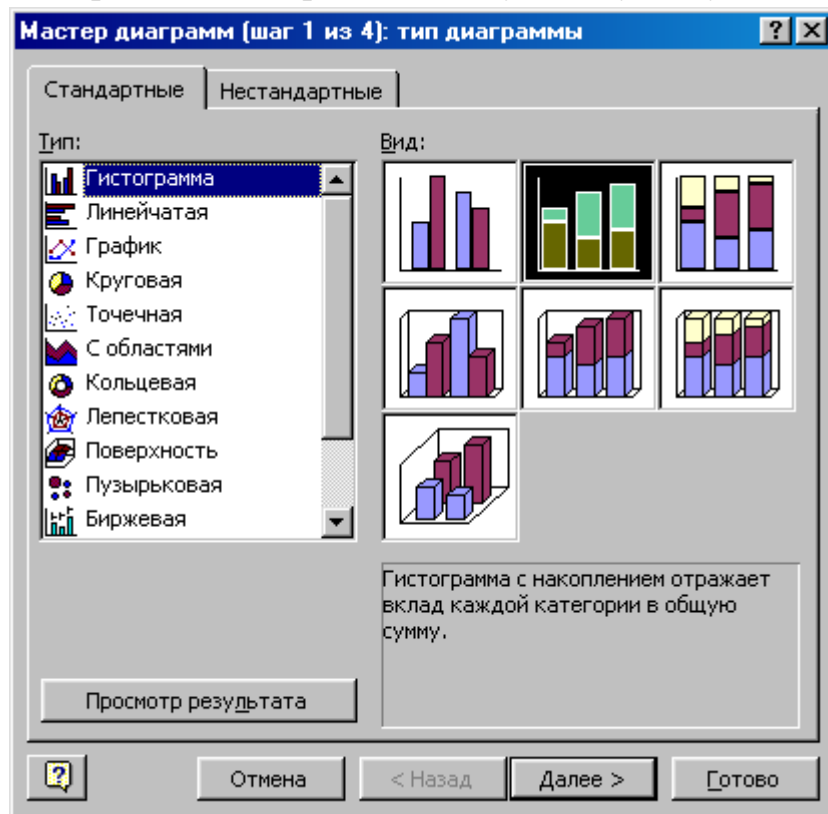 Мастер диаграмм (шаг 1 из 4): тип диаграммы
Стандартные
Нестандартные
Тип:
Гистограмма
Линейчатая
График
Круговая
Точечная
С областями
Кольцевая
Лепестковая
Поверхность
Пузырьковая
Биржевая
Вид:
Гистограмма с накоплением отражает
вклад каждой категории в общую
сумму.
Просмотр результата
Отмена
< Назад
Далее >
Готово